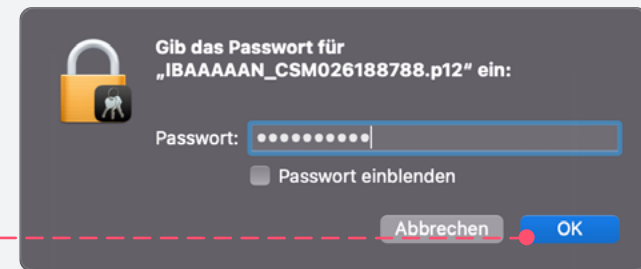 Gib das Passwort für
„IBAAAAAN_CSM026188788.p12“ ein:
Passwort: ••••••••••
Passwort einblenden
Abbrechen OK